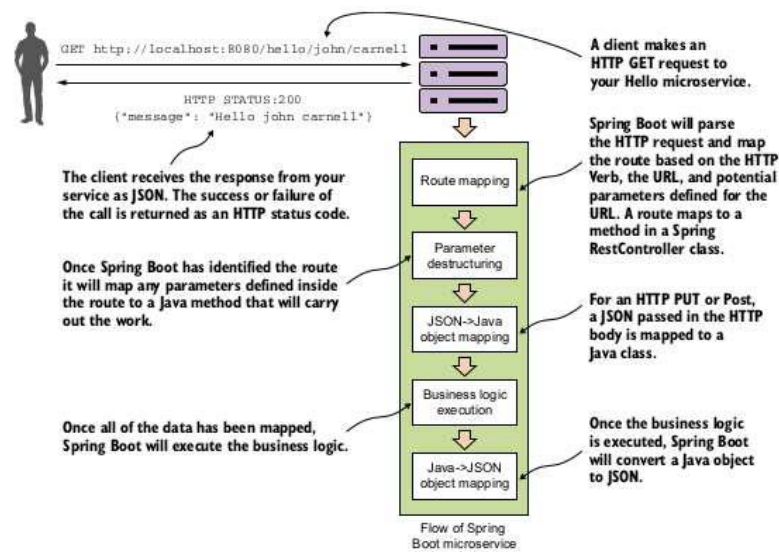 GET http://localhost:8080/hello/john/carnell
HTTP STATUS:200
{"message": "Hello john carnell"}
A client makes an
HTTP GET request to
your Hello microservice.
The client receives the response from your
service as JSON. The success or failure of
the call is returned as an HTTP status code.
Spring Boot will parse
the HTTP request and map
the route based on the HTTP
Verb, the URL, and potential
parameters defined for the
URL. A route maps to a
method in a Spring
RestController class.
Route mapping
Once Spring Boot has identified the route
it will map any parameters defined inside
the route to a Java method that will carry
out the work.
Parameter
destructuring
For an HTTP PUT or Post,
a JSON passed in the HTTP
body is mapped to a
Java class.
JSON->Java
object mapping
Business logic
execution
Once all of the data has been mapped,
Spring Boot will execute the business logic.
Once the business logic
is executed, Spring Boot
will convert a Java object
to JSON.
Java->JSON
object mapping
Flow of Spring
Boot microservice